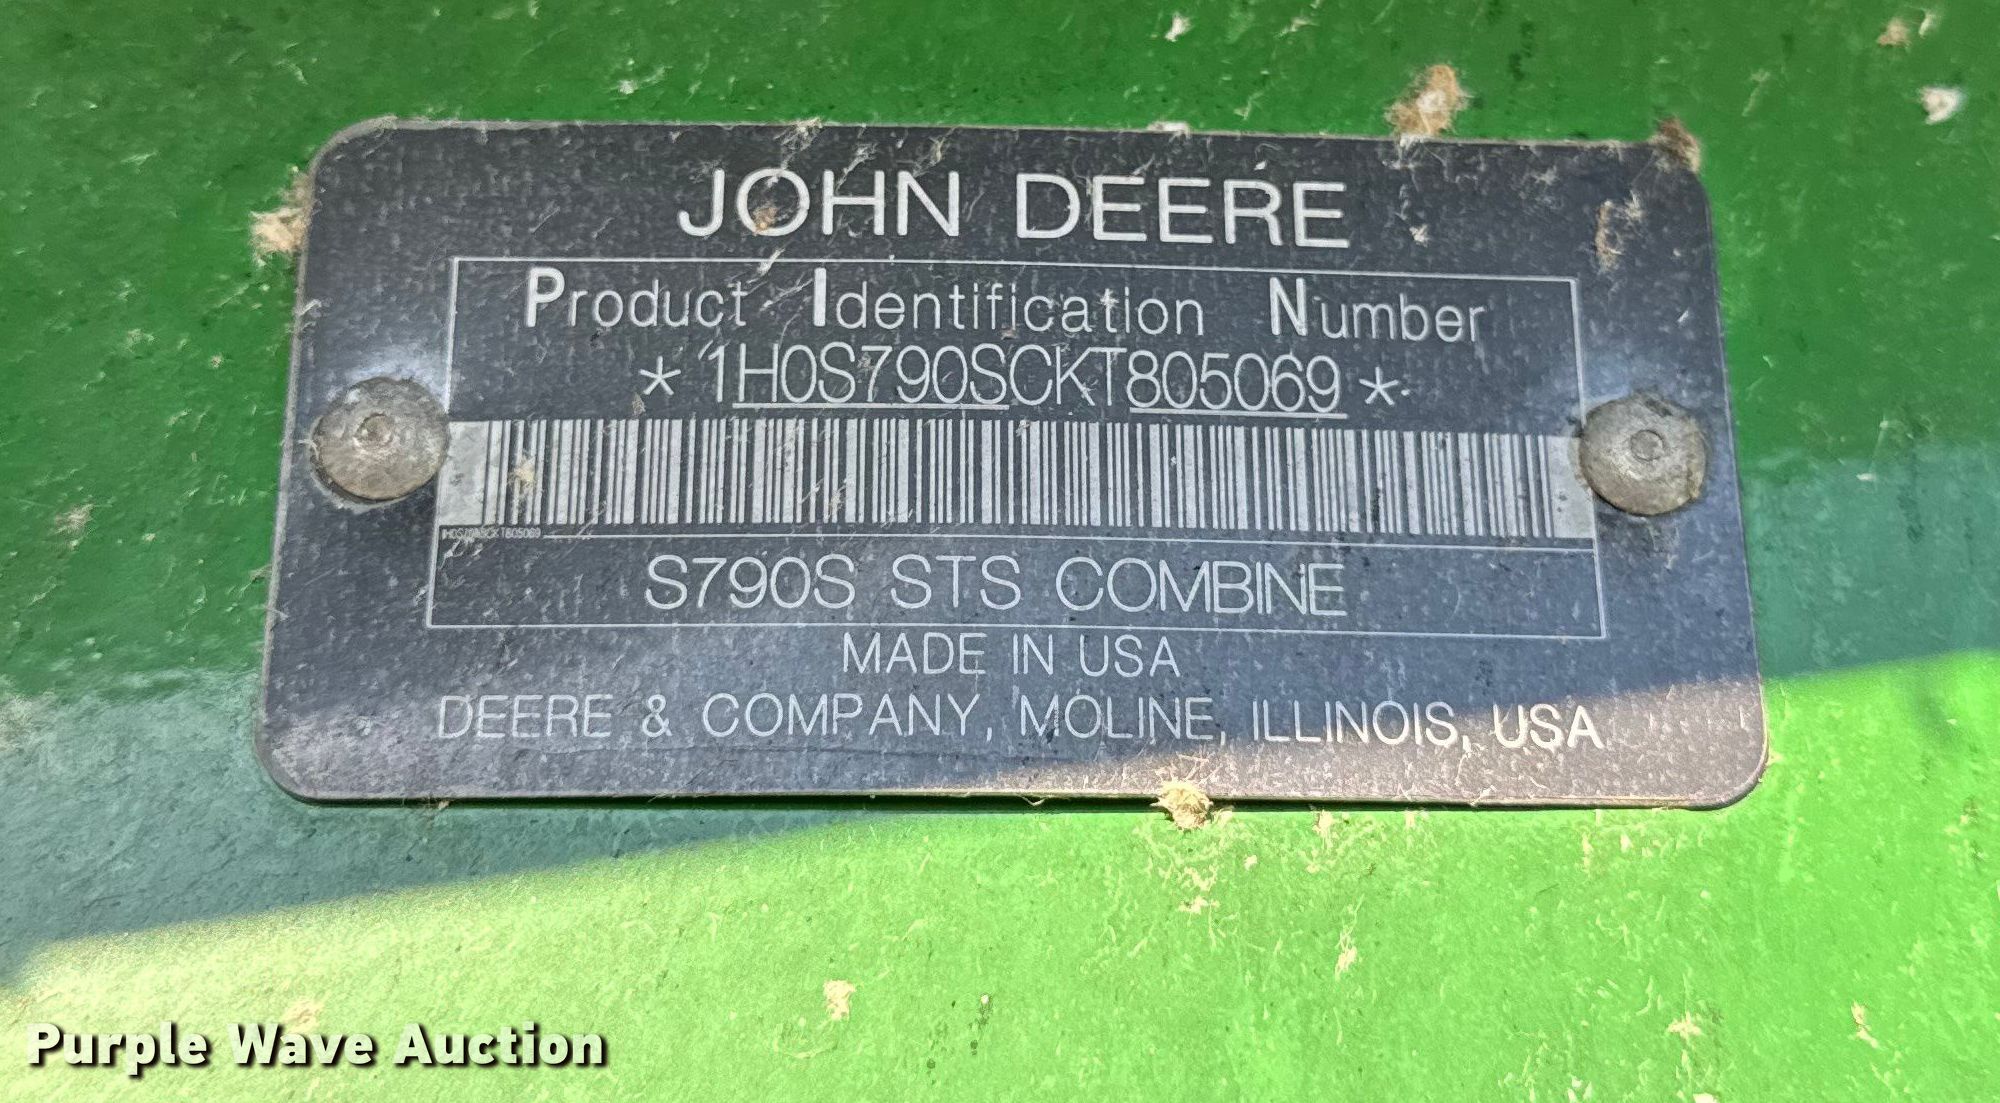 JOHN DEERE
Product Identification Number
*1H0S790SCKT805069*
1H0S790SCKT805069
S790S STS COMBINE
MADE IN USA
DEERE & COMPANY, MOLINE, ILLINOIS, USA
Purple Wave Auction